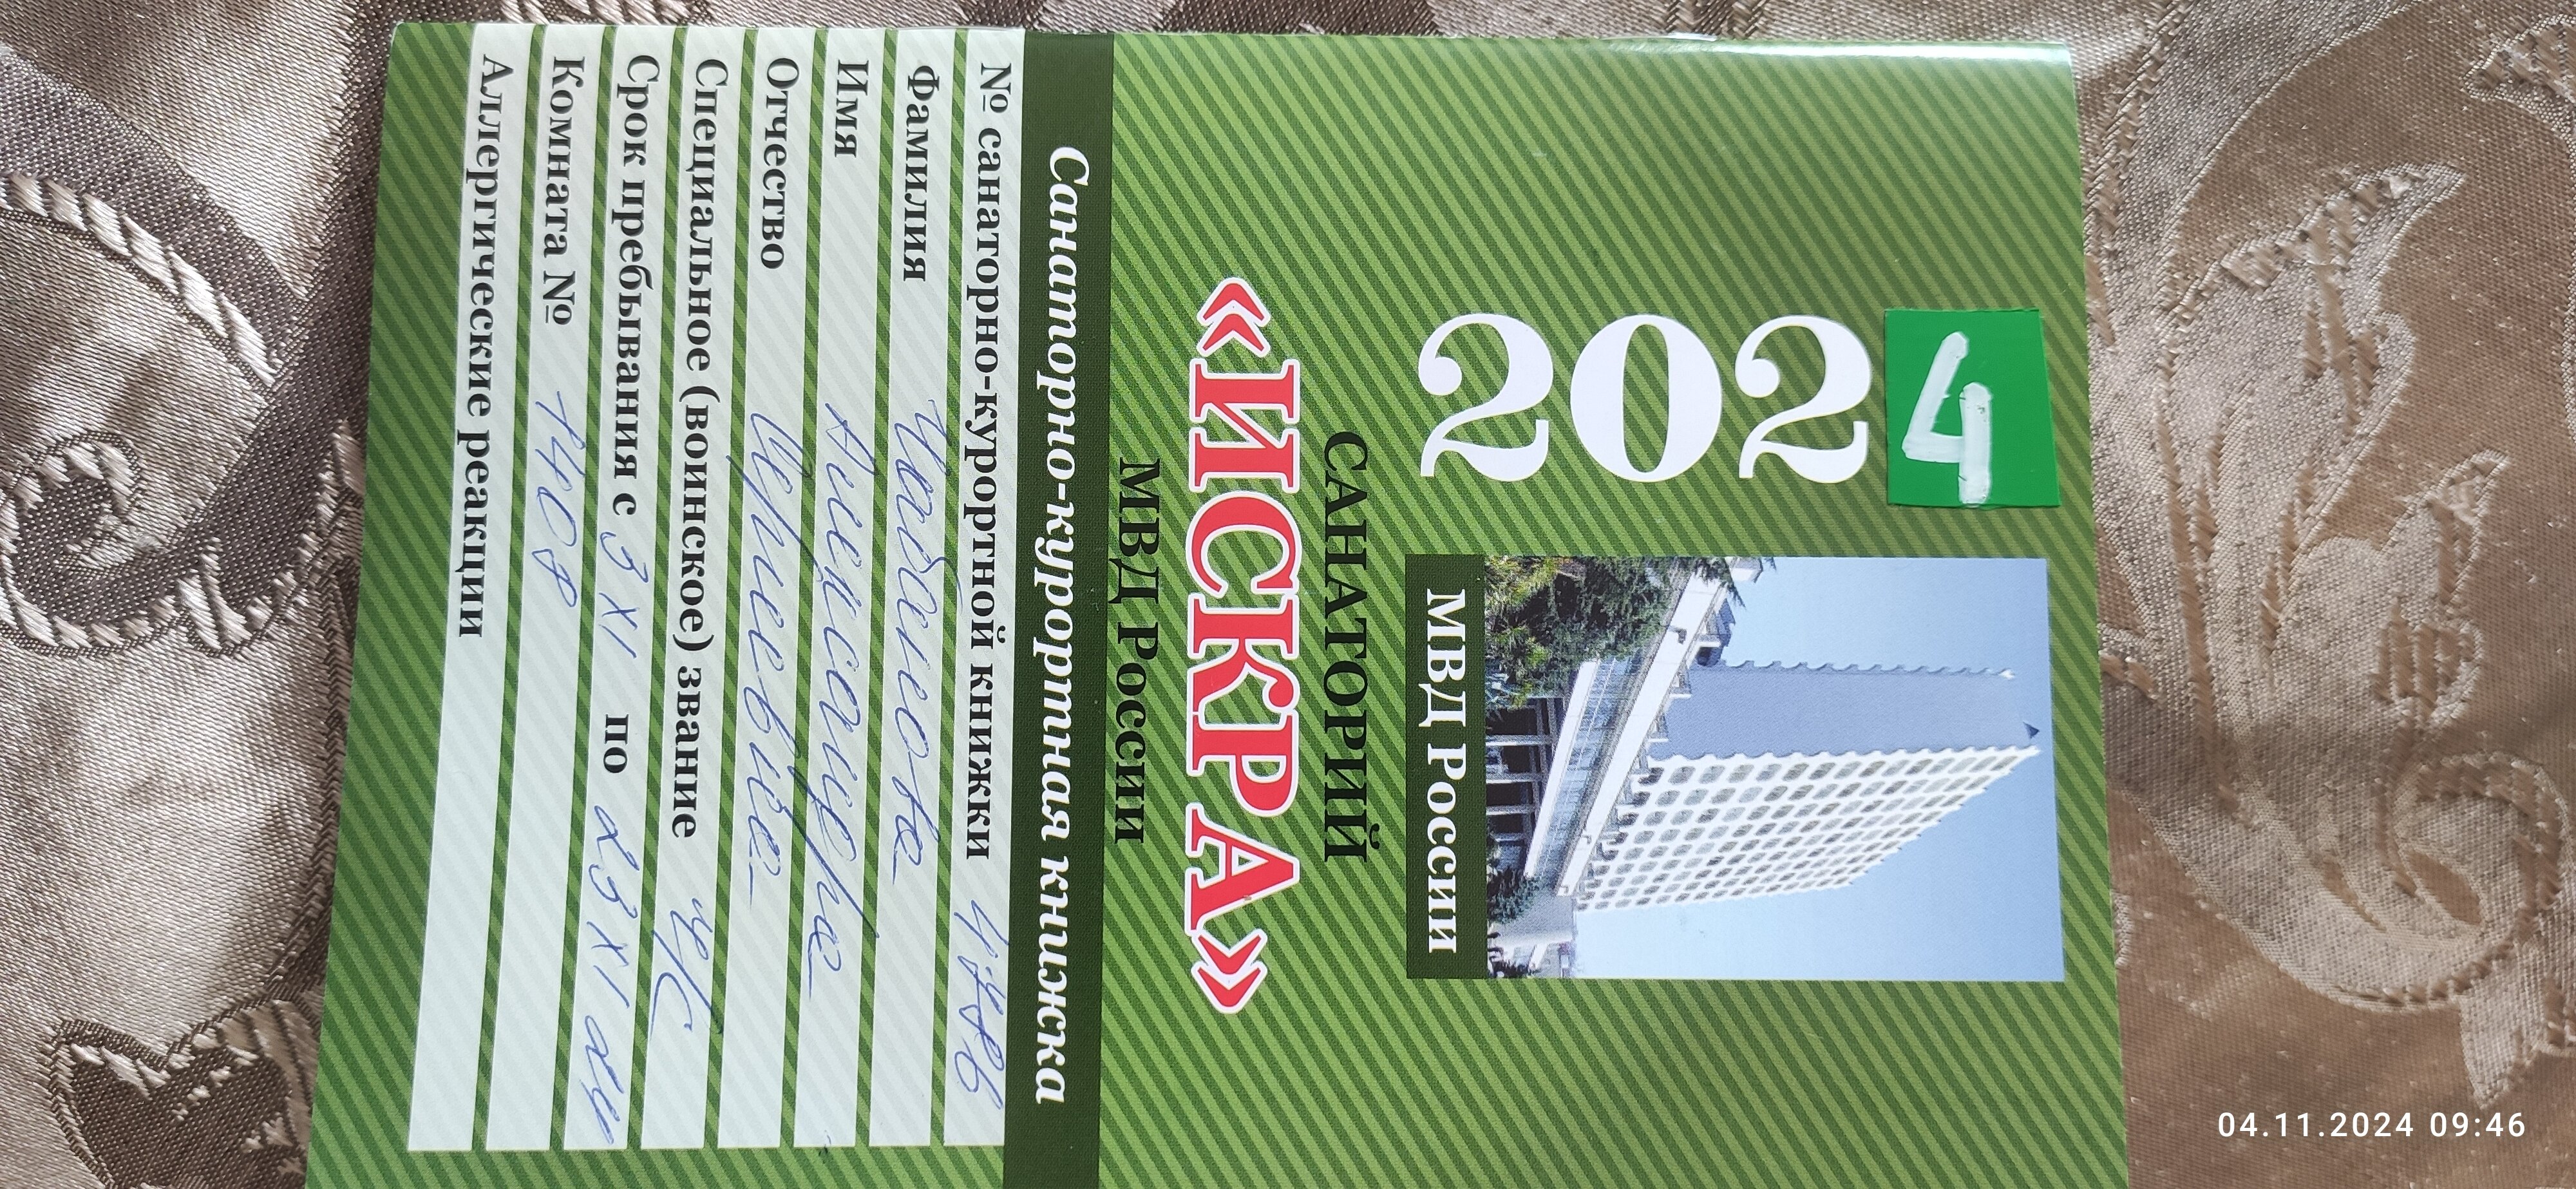 2024
МВД России
САНАТОРИЙ
«ИСКРА»
МВД РОССИИ
Санаторно-курортная книжка
№ санаторно-курортной книжки
Фамилия
Имя Александра
Отчество Сергеевна
Специальное (воинское) звание ч/с
Срок пребывания с 3 XI по 23 XI 24
Комната № 1408
Аллергические реакции
04.11.2024 09:46